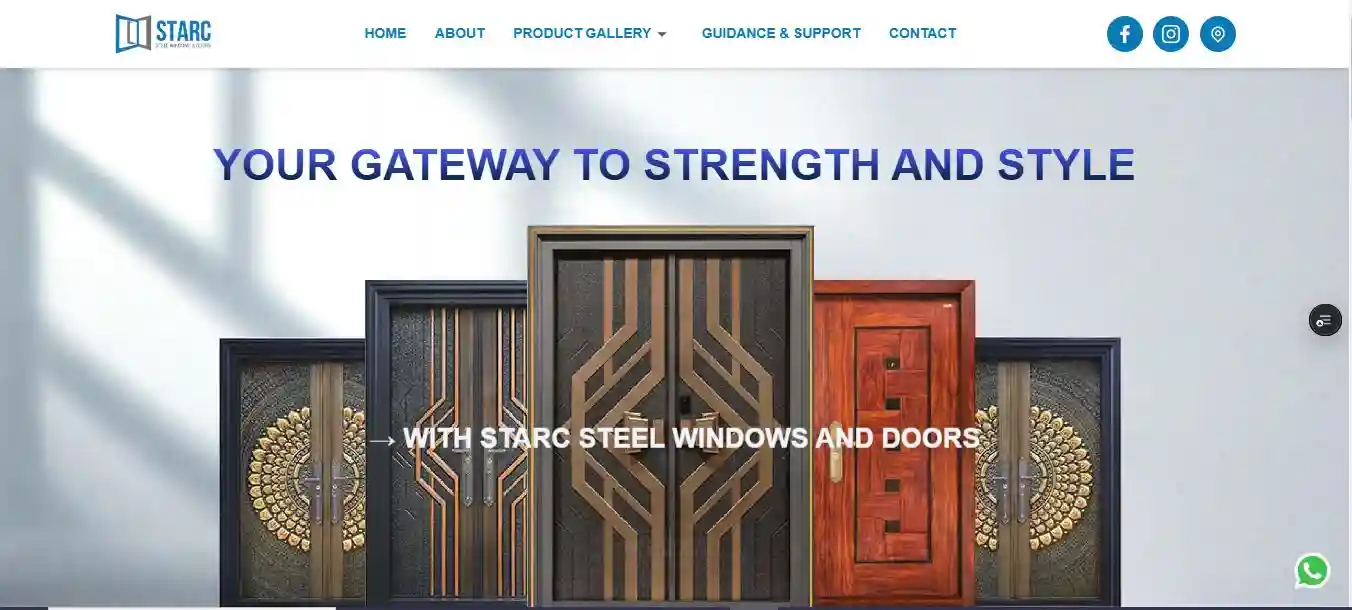 STARC
STEEL WINDOWS & DOORS
HOME
ABOUT
PRODUCT GALLERY
GUIDANCE & SUPPORT
CONTACT
YOUR GATEWAY TO STRENGTH AND STYLE
→ WITH STARC STEEL WINDOWS AND DOORS